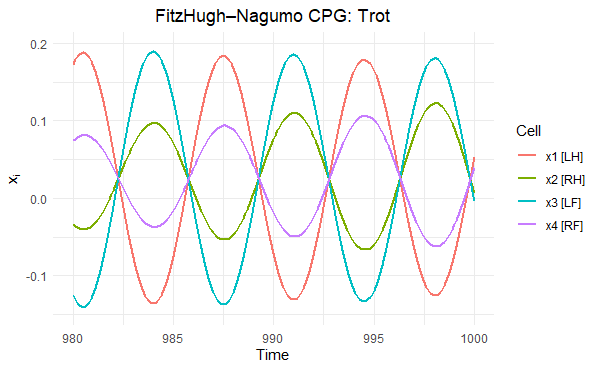 FitzHugh–Nagumo CPG: Trot
0.2
0.1
0.0
-0.1
xi
980
985
990
995
1000
Time
Cell
x1 [LH]
x2 [RH]
x3 [LF]
x4 [RF]